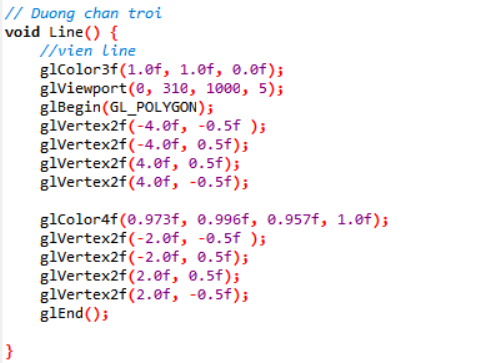 // Duong chan troi
void Line() {
    //vien line
    glColor3f(1.0f, 1.0f, 0.0f);
    glViewport(0, 310, 1000, 5);
    glBegin(GL_POLYGON);
    glVertex2f(-4.0f, -0.5f );
    glVertex2f(-4.0f, 0.5f);
    glVertex2f(4.0f, 0.5f);
    glVertex2f(4.0f, -0.5f);

    glColor4f(0.973f, 0.996f, 0.957f, 1.0f);
    glVertex2f(-2.0f, -0.5f );
    glVertex2f(-2.0f, 0.5f);
    glVertex2f(2.0f, 0.5f);
    glVertex2f(2.0f, -0.5f);
    glEnd();

}